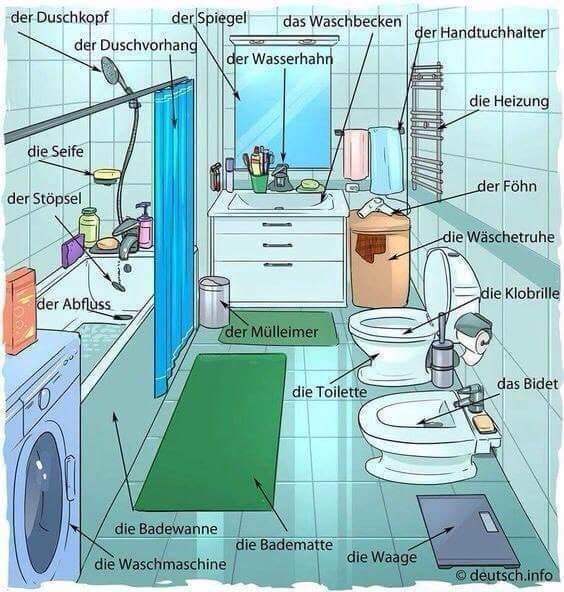 der Duschkopf
der Spiegel
das Waschbecken
der Handtuchhalter
der Duschvorhang
der Wasserhahn
die Heizung
die Seife
der Föhn
der Stöpsel
die Wäschetruhe
die Klobrille
der Abfluss
der Mülleimer
die Toilette
das Bidet
die Badewanne
die Badematte
die Waage
die Waschmaschine
© deutsch.info